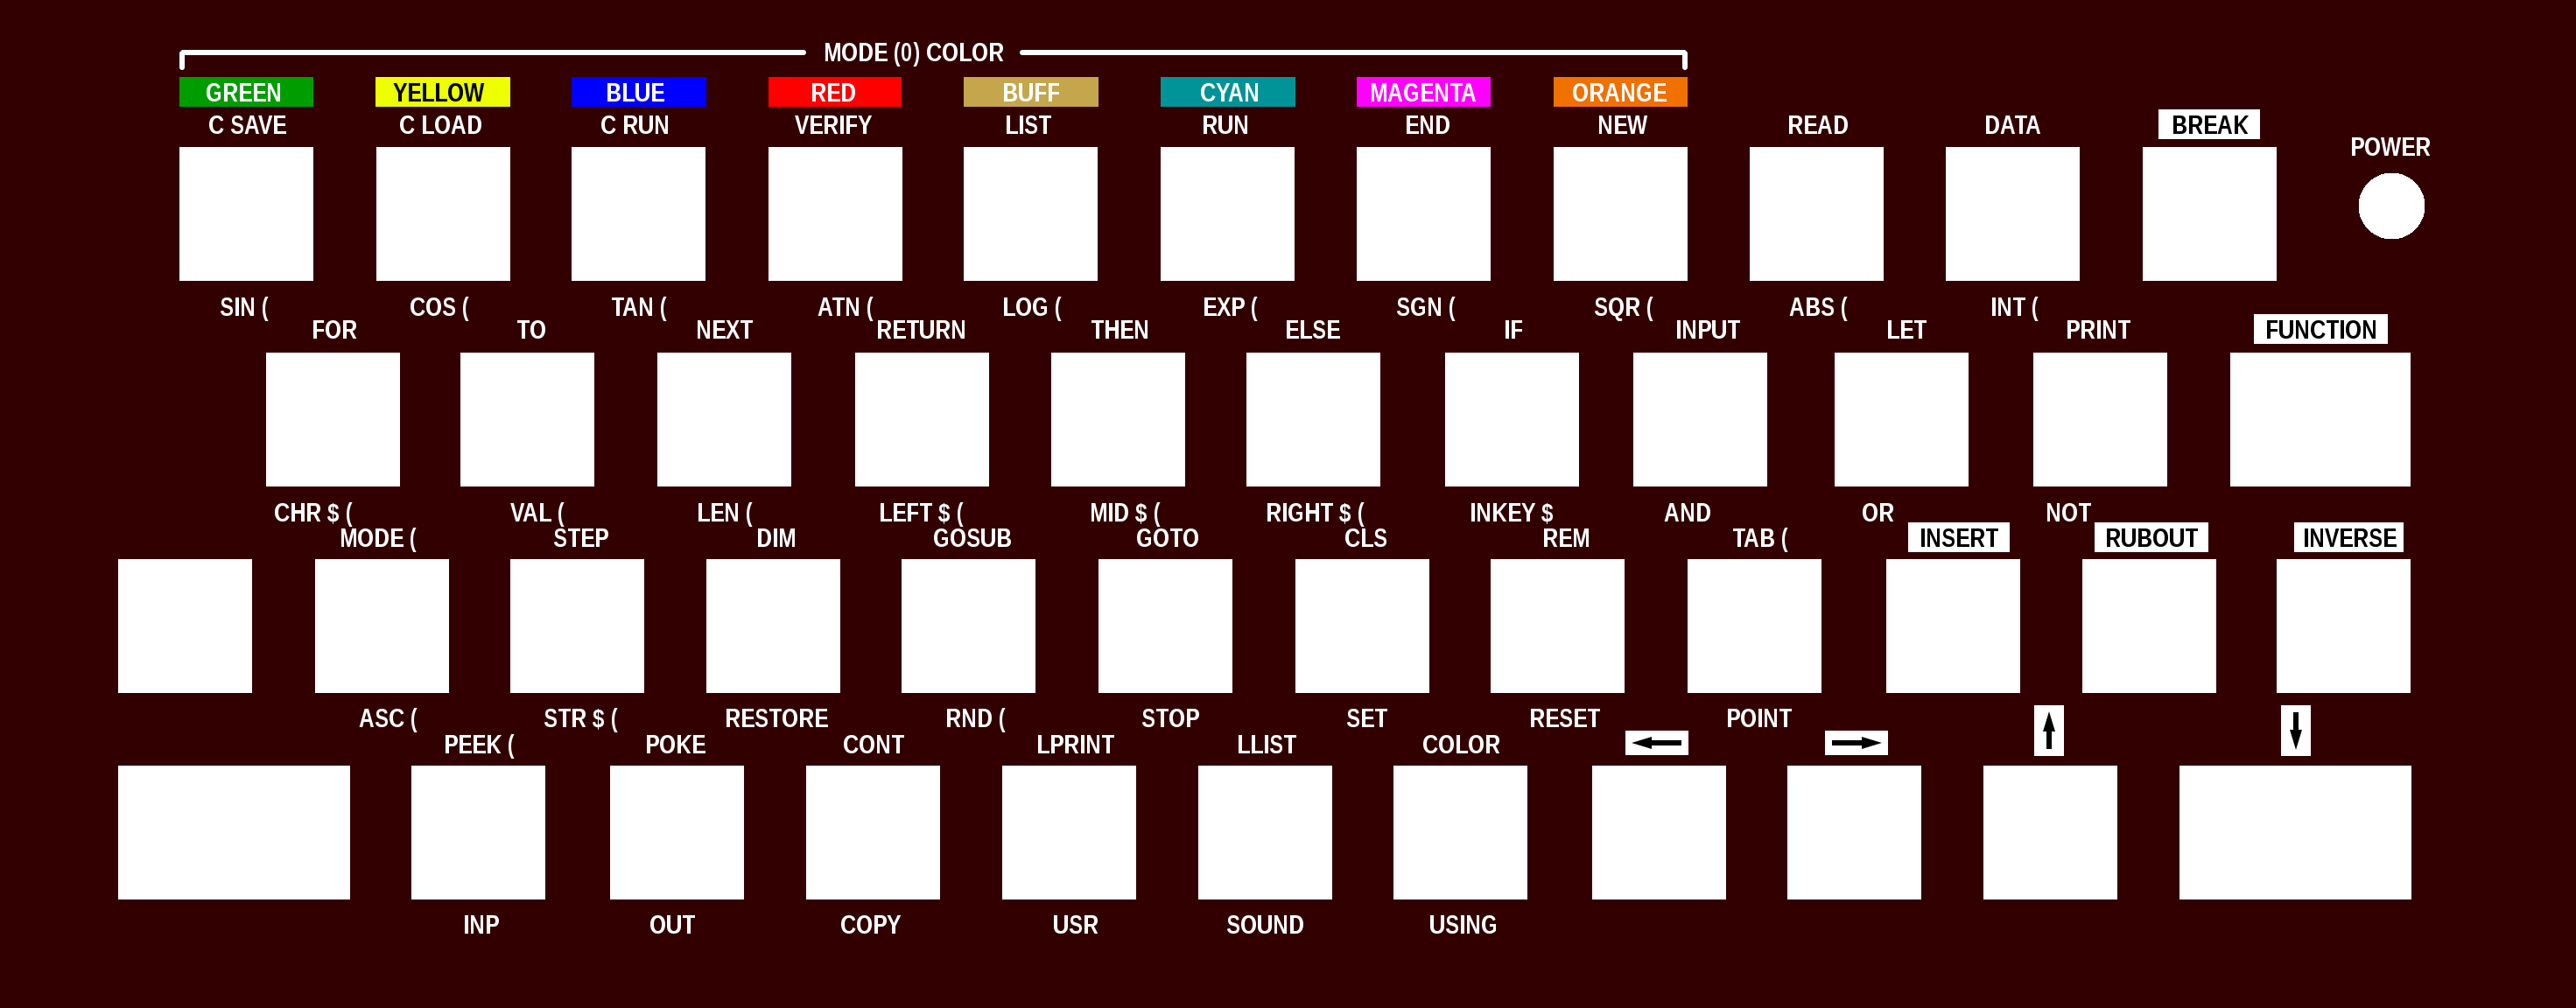 MODE (0) COLOR
GREEN YELLOW BLUE RED BUFF CYAN MAGENTA ORANGE
C SAVE C LOAD C RUN VERIFY LIST RUN END NEW READ DATA BREAK
POWER
SIN ( COS ( TAN ( ATN ( LOG ( EXP ( SGN ( SQR ( ABS ( INT (
FOR TO NEXT RETURN THEN ELSE IF INPUT LET PRINT FUNCTION
CHR $ ( VAL ( LEN ( LEFT $ ( MID $ ( RIGHT $ ( INKEY $ AND OR NOT
MODE ( STEP DIM GOSUB GOTO CLS REM TAB ( INSERT RUBOUT INVERSE
ASC ( STR $ ( RESTORE RND ( STOP SET RESET POINT
PEEK ( POKE CONT LPRINT LLIST COLOR
INP OUT COPY USR SOUND USING